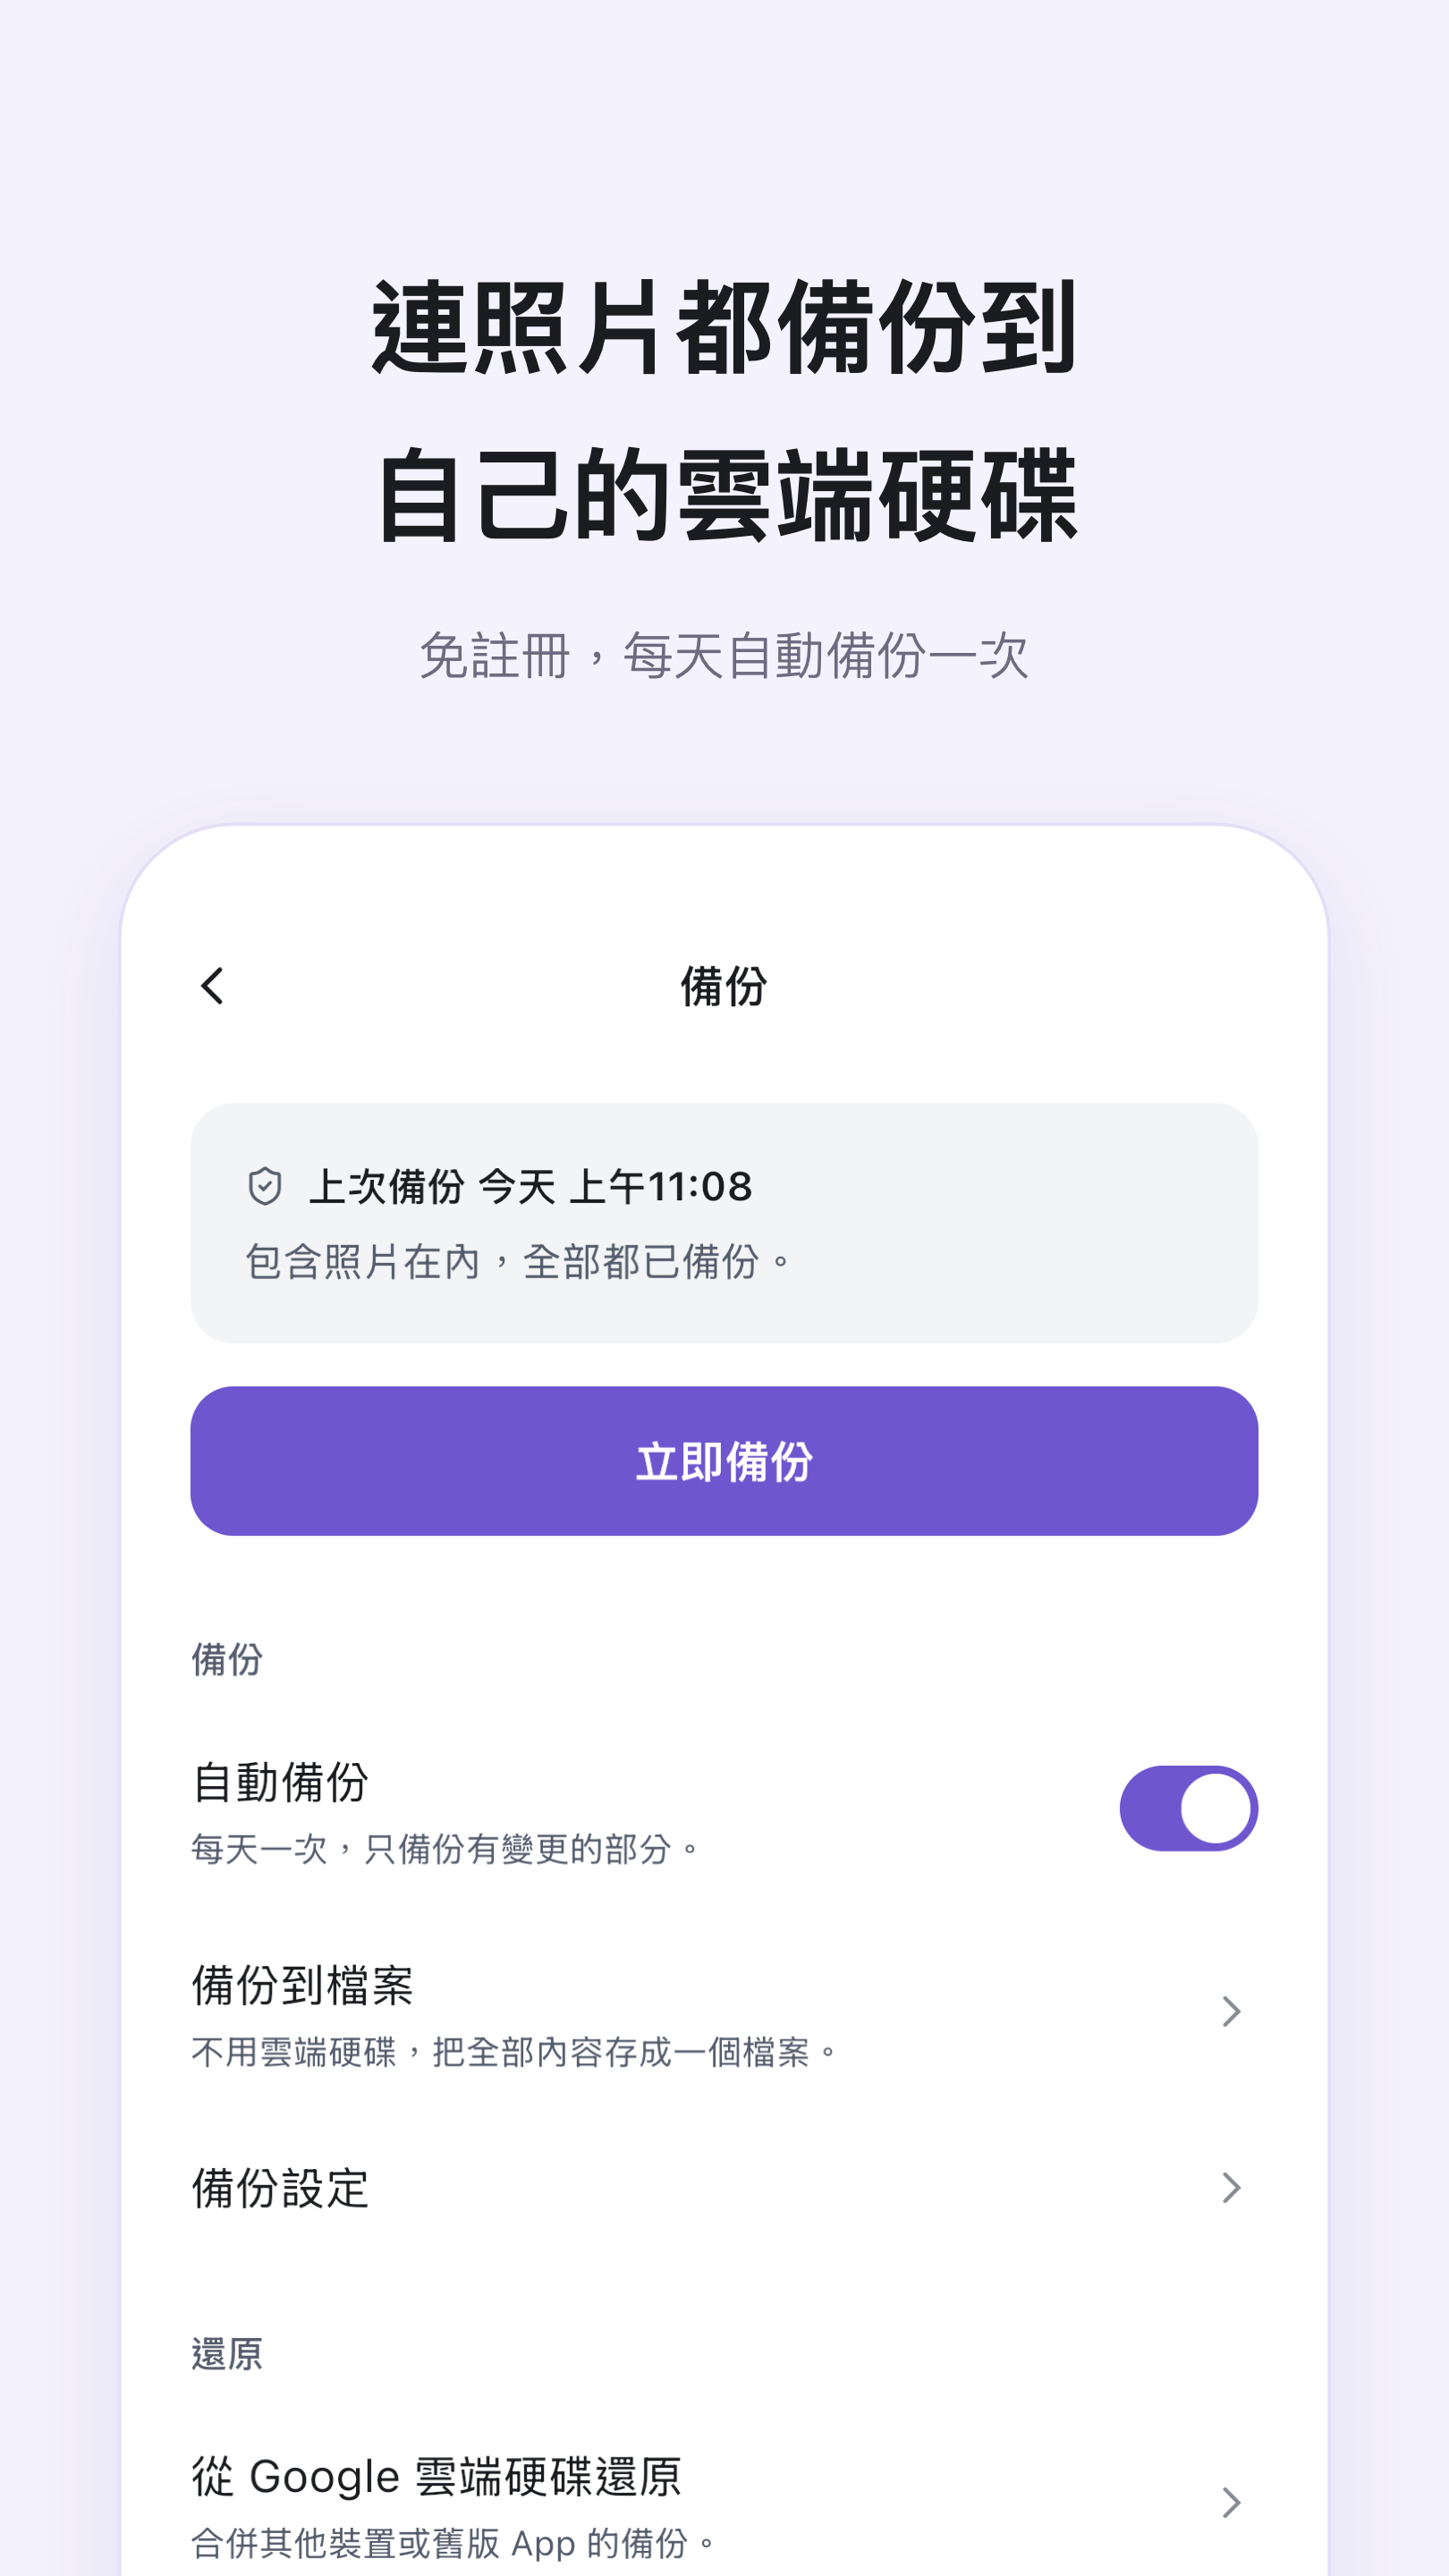 連照片都備份到
自己的雲端硬碟
免註冊，每天自動備份一次
備份
上次備份 今天 上午11:08
包含照片在內，全部都已備份。
立即備份
備份
自動備份
每天一次，只備份有變更的部分。
備份到檔案
不用雲端硬碟，把全部內容存成一個檔案。
備份設定
還原
從 Google 雲端硬碟還原
合併其他裝置或舊版 App 的備份。